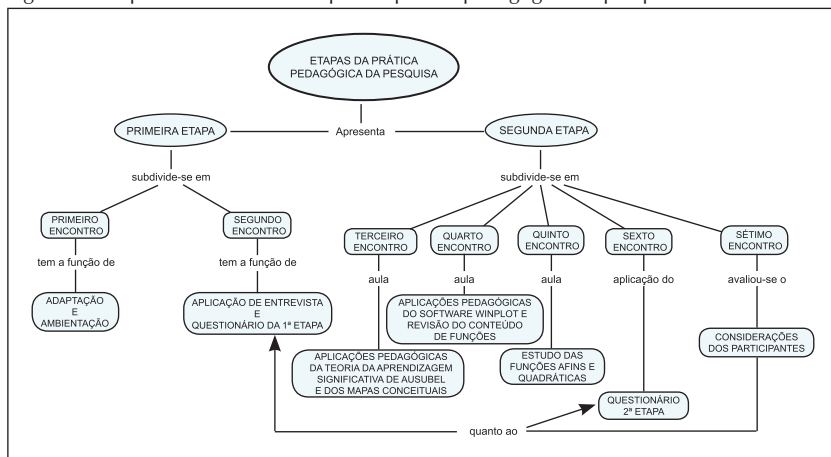 ETAPAS DA PRÁTICA
PEDAGÓGICA DA PESQUISA
PRIMEIRA ETAPA
Apresenta
SEGUNDA ETAPA
subdivide-se em
subdivide-se em
PRIMEIRO
ENCONTRO
SEGUNDO
ENCONTRO
TERCEIRO
ENCONTRO
QUARTO
ENCONTRO
QUINTO
ENCONTRO
SEXTO
ENCONTRO
SÉTIMO
ENCONTRO
tem a função de
tem a função de
aula
aula
aula
aplicação do
avaliou-se o
ADAPTAÇÃO
E
AMBIENTAÇÃO
APLICAÇÃO DE ENTREVISTA
E
QUESTIONÁRIO DA 1ª ETAPA
APLICAÇÕES PEDAGÓGICAS
DO SOFTWARE WINPLOT E
REVISÃO DO CONTEÚDO
DE FUNÇÕES
CONSIDERAÇÕES
DOS PARTICIPANTES
APLICAÇÕES PEDAGÓGICAS
DA TEORIA DA APRENDIZAGEM
SIGNIFICATIVA DE AUSUBEL
E DOS MAPAS CONCEITUAIS
ESTUDO DAS
FUNÇÕES AFINS E
QUADRÁTICAS
QUESTIONÁRIO
2ª ETAPA
quanto ao